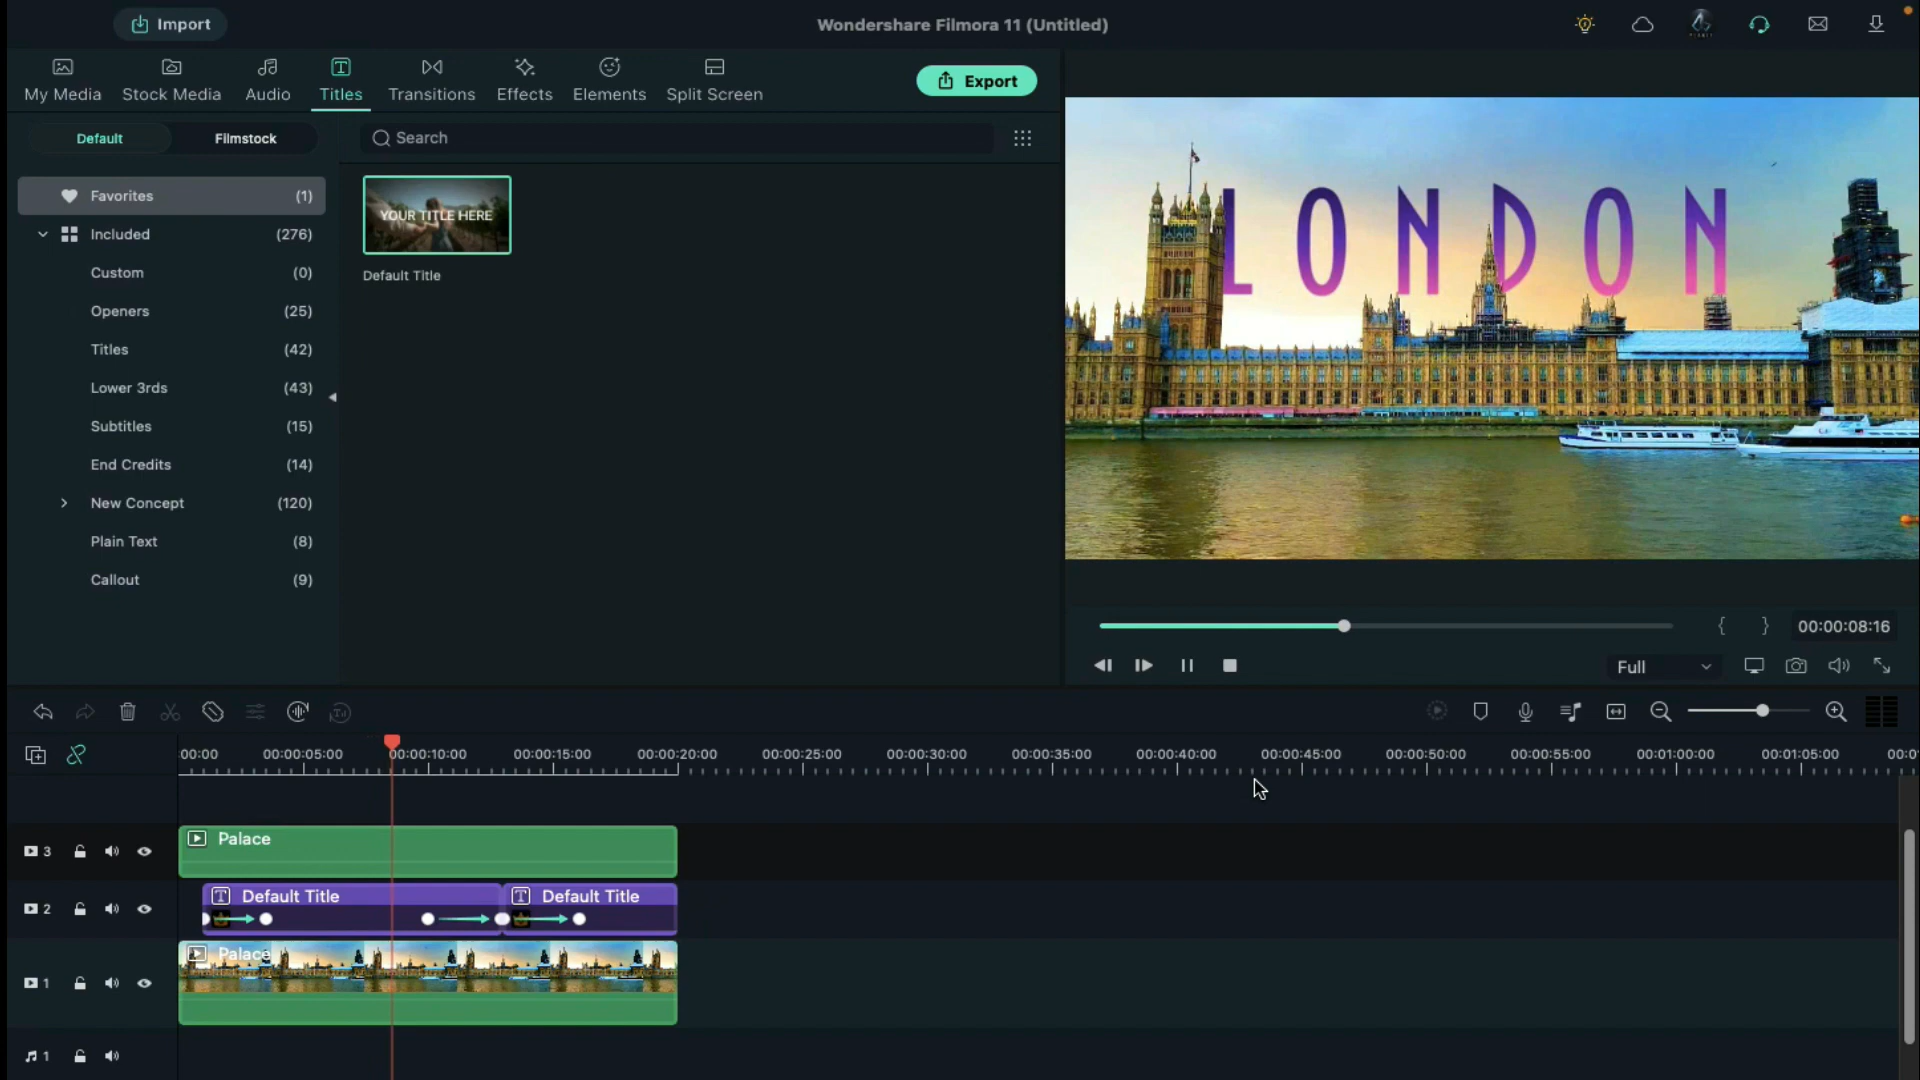 Import
Wondershare Filmora 11 (Untitled)
My Media
Stock Media
Audio
Titles
Transitions
Effects
Elements
Split Screen
Export
Default
Filmstock
Search
Favorites (1)
Included (276)
Custom (0)
Openers (25)
Titles (42)
Lower 3rds (43)
Subtitles (15)
End Credits (14)
New Concept (120)
Plain Text (8)
Callout (9)
YOUR TITLE HERE
Default Title
LONDON
{ } 00:00:08:16
Full
:00:00 00:00:05:00 00:00:10:00 00:00:15:00 00:00:20:00 00:00:25:00 00:00:30:00 00:00:35:00 00:00:40:00 00:00:45:00 00:00:50:00 00:00:55:00 00:01:00:00 00:01:05:00 00:0
3
Palace
2
Default Title
Default Title
1
Palace
1